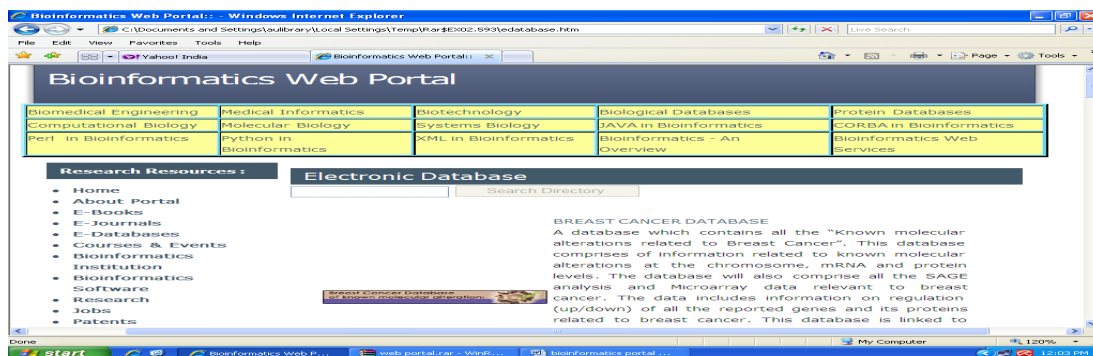 Bioinformatics Web Portal:: - Windows Internet Explorer
C:\Documents and Settings\aulibrary\Local Settings\Temp\Rar$EX02.593\edatabase.htm
Live Search
File Edit View Favorites Tools Help
Yahoo! India
Bioinformatics Web Portal::
Page
Tools
Bioinformatics Web Portal
Biomedical Engineering Medical Informatics Biotechnology Biological Databases Protein Databases
Computational Biology Molecular Biology Systems Biology JAVA in Bioinformatics CORBA in Bioinformatics
Perl in Bioinformatics Python in Bioinformatics XML in Bioinformatics Bioinformatics - An Overview Bioinformatics Web Services
Research Resources :
Home
About Portal
E-Books
E-Journals
E-Databases
Courses & Events
Bioinformatics
Institution
Bioinformatics
Software
Research
Jobs
Patents
Electronic Database
Search Directory
BREAST CANCER DATABASE
A database which contains all the “Known molecular
alterations related to Breast Cancer”. This database
comprises of information related to known molecular
alterations at the chromosome, mRNA and protein
levels. The database will also comprise all the SAGE
analysis and Microarray data relevant to breast
cancer. The data includes information on regulation
(up/down) of all the reported genes and its proteins
related to breast cancer. This database is linked to
Breast Cancer Database
of known molecular alteration
Done
My Computer
120%
start
Bioinformatics Web P...
web portal.rar - WinR...
bioinformatics portal ...
12:03 PM